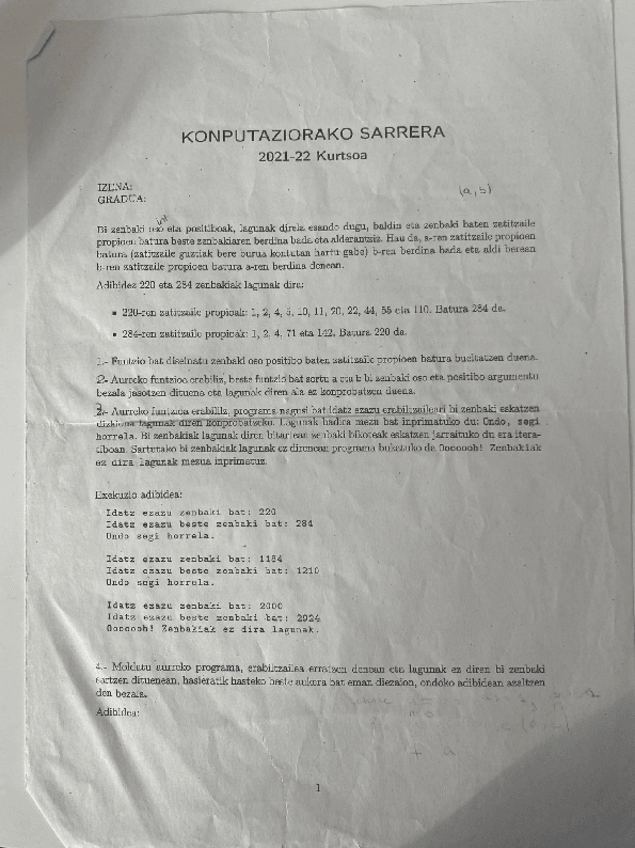 KONPUTAZIORAKO SARRERA
2021-22 Kurtsoa
IZENA:
GRADUA:
(a,b)
int
Bi zenbaki oso eta positiboak, lagunak direla esango dugu, baldin eta zenbaki baten zatitzaile
propioen batura beste zenbakiaren berdina bada eta alderantziz. Hau da, a-ren zatitzaile propioen
batura (zatitzaile guztiak bere burua kontutan hartu gabe) b-ren berdina bada eta aldi berean
b-ren zatitzaile propioen batura a-ren berdina denean.
Adibidez 220 eta 284 zenbakiak lagunak dira:
▪ 220-ren zatitzaile propioak: 1, 2, 4, 5, 10, 11, 20, 22, 44, 55 eta 110. Batura 284 da.
▪ 284-ren zatitzaile propioak: 1, 2, 4, 71 eta 142. Batura 220 da.
1.- Funtzio bat diseinatu zenbaki oso positibo baten zatitzaile propioen batura bueltatzen duena.
2.- Aurreko funtzioa erabiliz, beste funtzio bat sortu a eta b bi zenbaki oso eta positibo argumentu
bezala jasotzen dituena eta lagunak diren ala ez konprobatzen duena.
3.- Aurreko funtzioa erabiliz, programa nagusi bat idatz ezazu erabiltzaileari bi zenbaki eskatzen
dizkiona lagunak diren konprobatzeko. Lagunak badira mezu bat inprimatuko du: Ondo, segi
horrela. Bi zenbakiak lagunak diren bitartean zenbaki bikoteak eskatzen jarraituko du era itera-
tiboan. Sartutako bi zenbakiak lagunak ez direnean programa bukatuko da Ooooooh! Zenbakiak
ez dira lagunak mezua inprimatuz.
Exekuzio adibidea:
Idatz ezazu zenbaki bat: 220
Idatz ezazu beste zenbaki bat: 284
Ondo segi horrela.
Idatz ezazu zenbaki bat: 1184
Idatz ezazu beste zenbaki bat: 1210
Ondo segi horrela.
Idatz ezazu zenbaki bat: 2000
Idatz ezazu beste zenbaki bat: 2024
Ooooooh! Zenbakiak ez dira lagunak.
4.- Moldatu aurreko programa, erabiltzailea erratzen denean eta lagunak ez diren bi zenbaki
sartzen dituenean, hasieratik hasteko beste aukera bat eman diezaion, ondoko adibidean azaltzen
den bezala.
Adibidea:
1